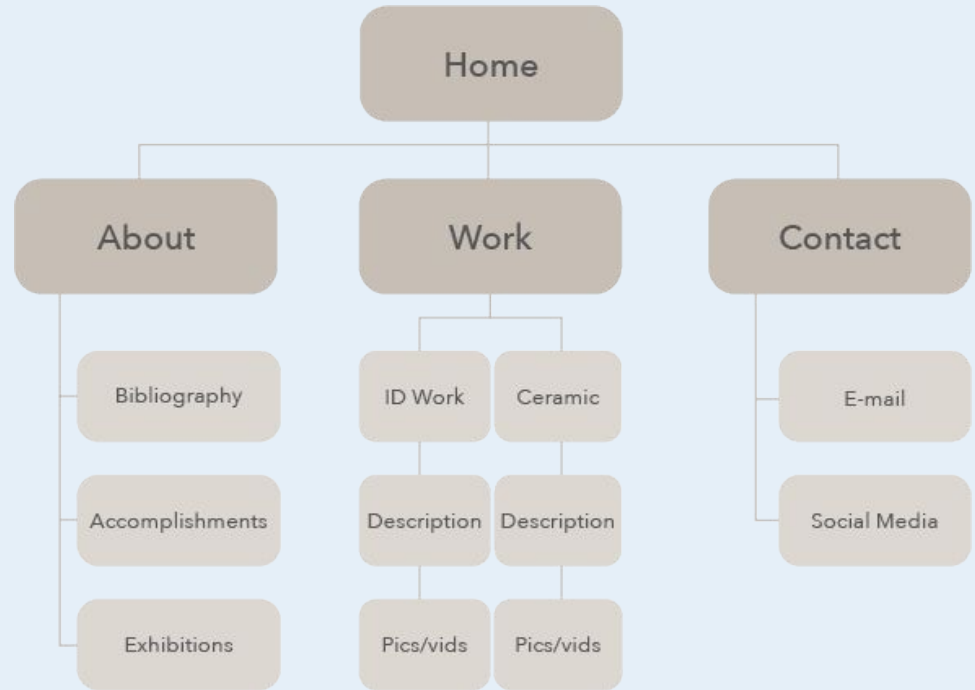 Home
About
Work
Contact
Bibliography
ID Work
Ceramic
E-mail
Accomplishments
Description
Description
Social Media
Exhibitions
Pics/vids
Pics/vids